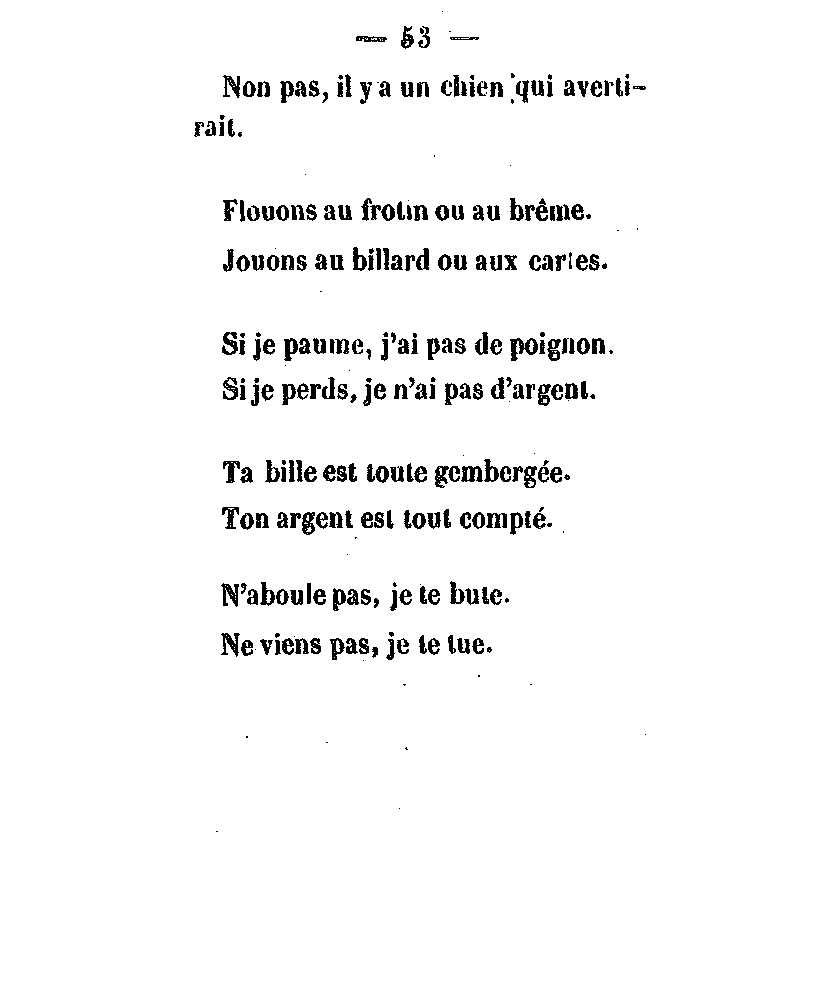 — 53 —
Non pas, il y a un chien qui averti-
rait.
Flouons au frotin ou au brême.
Jouons au billard ou aux cartes.
Si je paume, j'ai pas de poignon.
Si je perds, je n'ai pas d'argent.
Ta bille est toute gembergée.
Ton argent est tout compté.
N'aboule pas, je te bute.
Ne viens pas, je te tue.